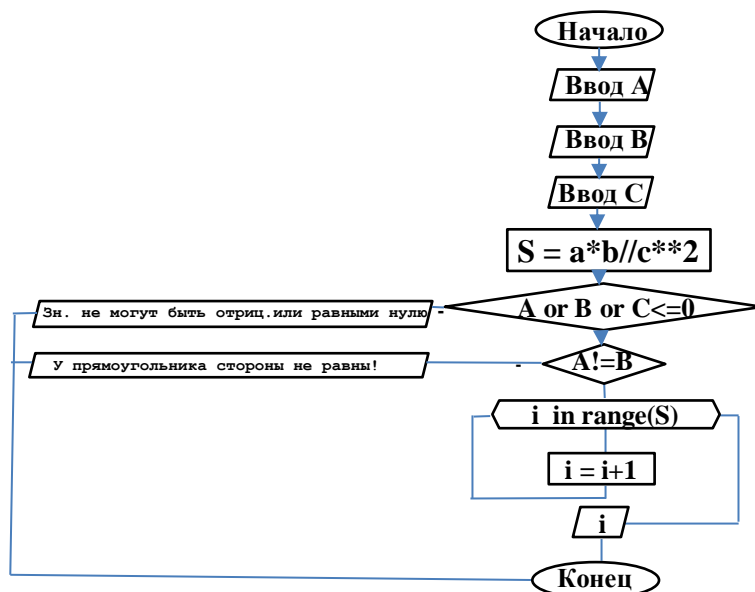 Начало
Ввод A
Ввод B
Ввод C
S = a*b//c**2
Зн. не могут быть отриц.или равными нулю - A or B or C<=0
У прямоугольника стороны не равны! - A!=B
i in range(S)
i = i+1
i
Конец